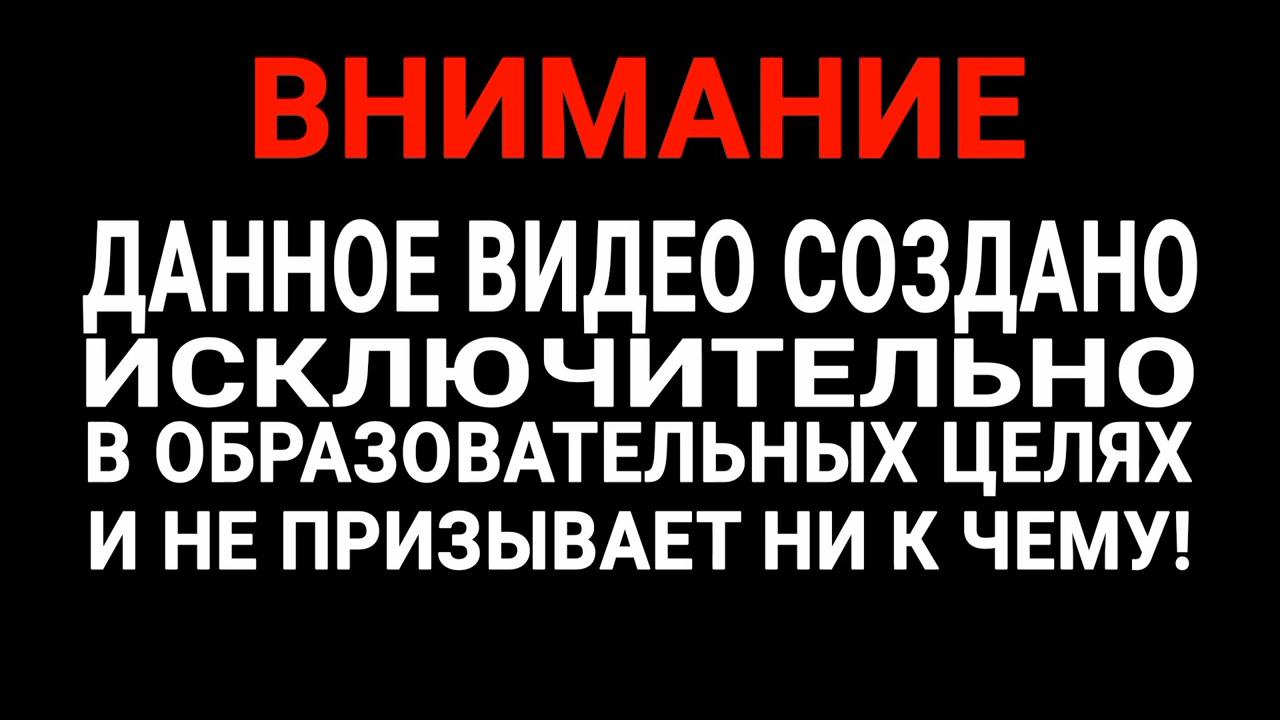 ВНИМАНИЕ
ДАННОЕ ВИДЕО СОЗДАНО
ИСКЛЮЧИТЕЛЬНО
В ОБРАЗОВАТЕЛЬНЫХ ЦЕЛЯХ
И НЕ ПРИЗЫВАЕТ НИ К ЧЕМУ!